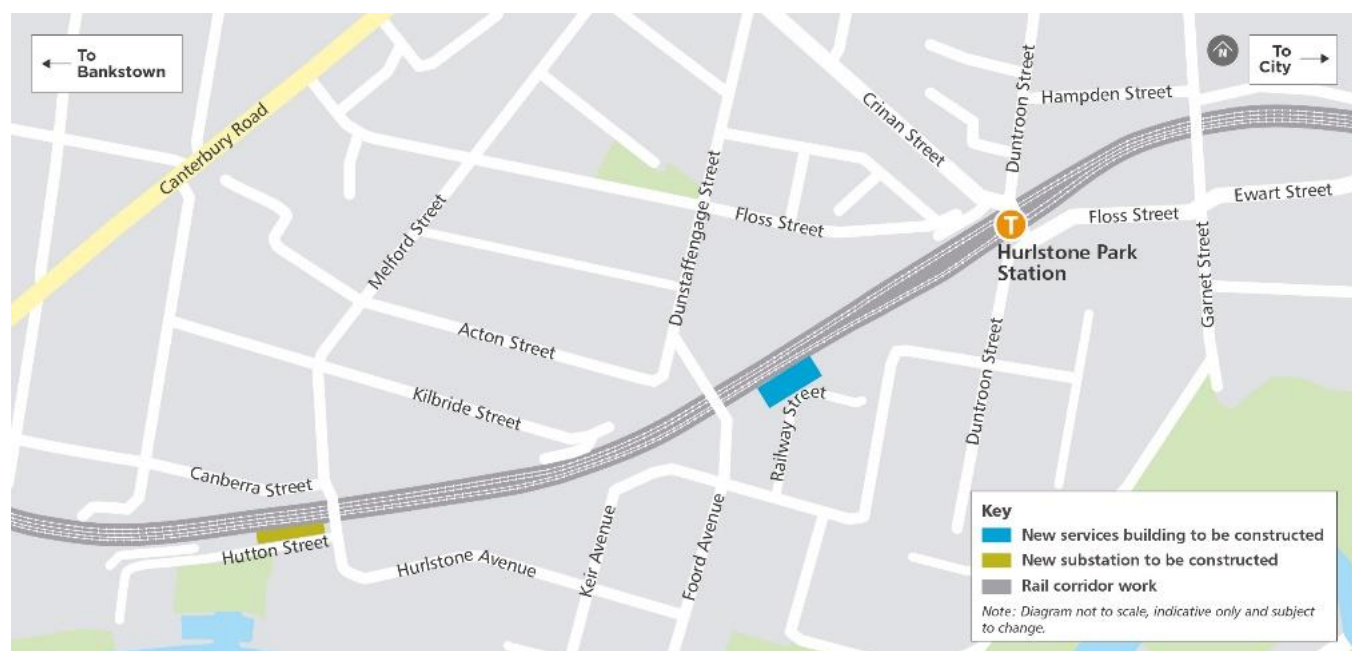 To
Bankstown
N
To
City
Canterbury Road
Melford Street
Dunstaffengage Street
Crinan Street
Duntroon Street
Hampden Street
Ewart Street
Floss Street
Floss Street
T
Hurlstone Park
Station
Garnet Street
Acton Street
Kilbride Street
Railway Street
Duntroon Street
Canberra Street
Hutton Street
Hurlstone Avenue
Keir Avenue
Foord Avenue
Key
New services building to be constructed
New substation to be constructed
Rail corridor work
Note: Diagram not to scale, indicative only and subject
to change.